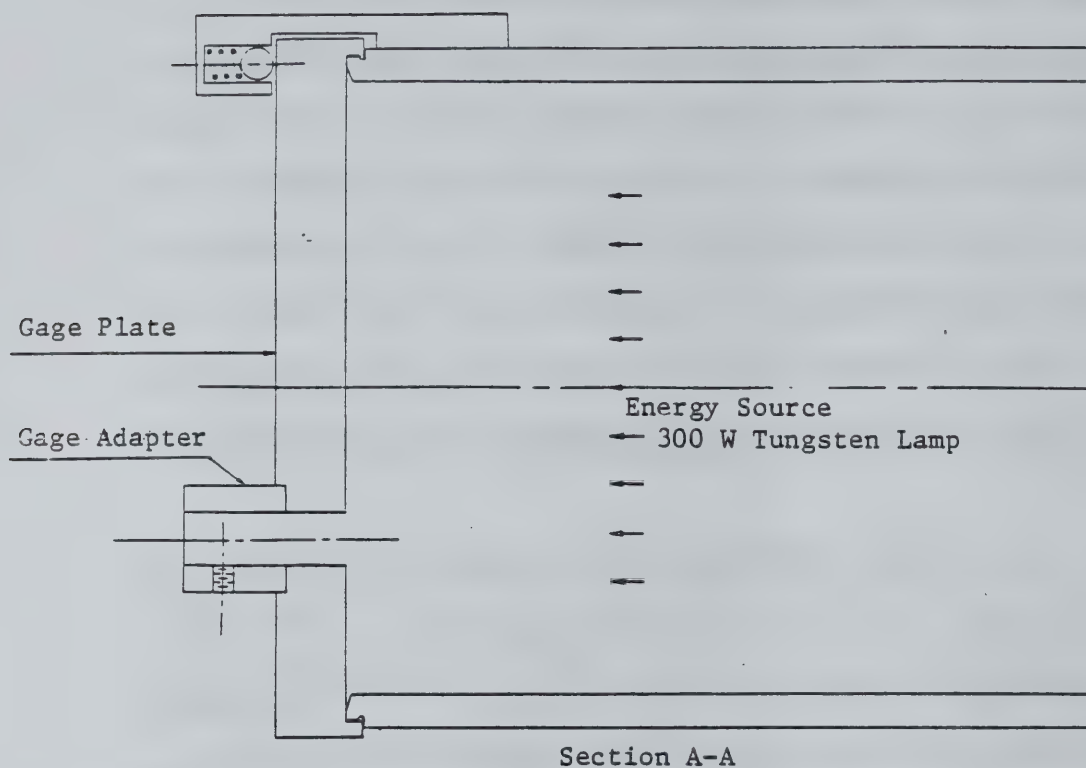 Gage Plate
Energy Source
300 W Tungsten Lamp
Gage Adapter
Section A-A